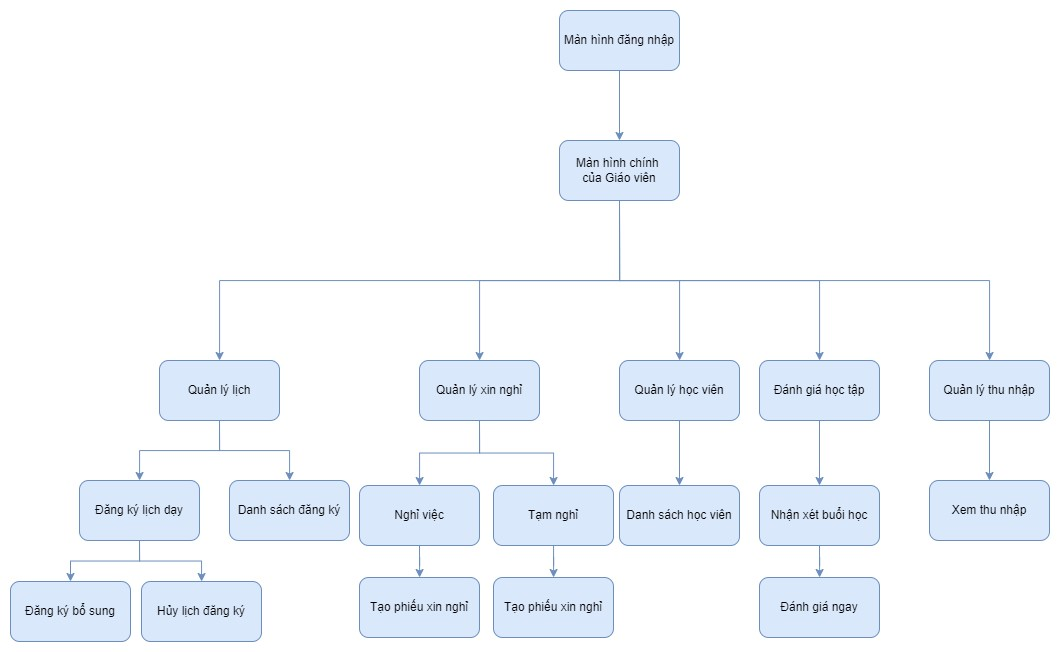 Màn hình đăng nhập
Màn hình chính
của Giáo viên
Quản lý lịch
Quản lý xin nghỉ
Quản lý học viên
Đánh giá học tập
Quản lý thu nhập
Đăng ký lịch dạy
Danh sách đăng ký
Nghỉ việc
Tạm nghỉ
Danh sách học viên
Nhận xét buổi học
Xem thu nhập
Đăng ký bổ sung
Hủy lịch đăng ký
Tạo phiếu xin nghỉ
Tạo phiếu xin nghỉ
Đánh giá ngay